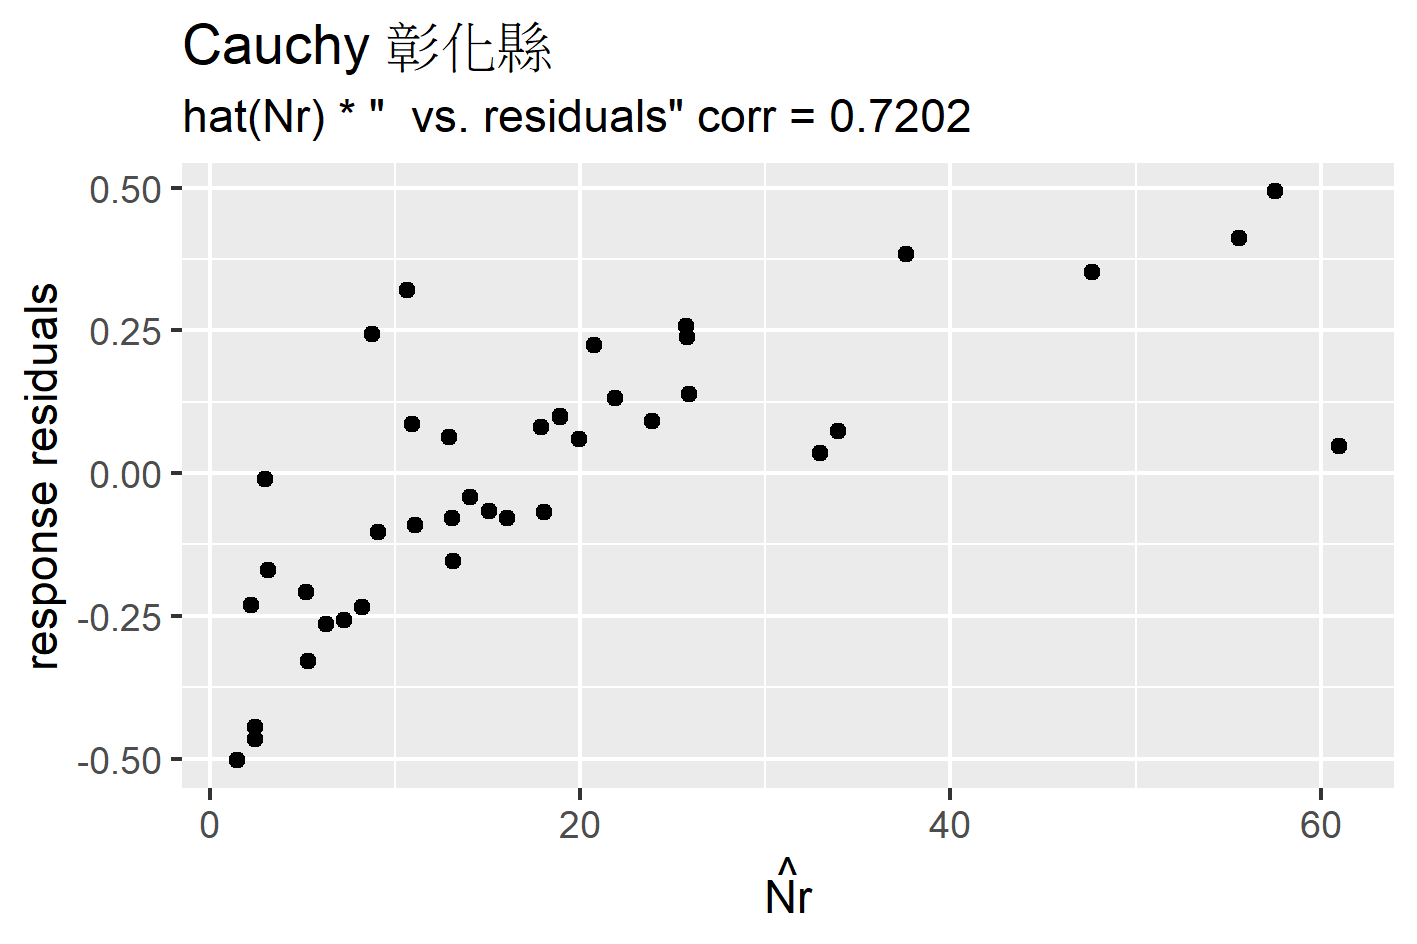 Cauchy 彰化縣
hat(Nr) * "  vs. residuals" corr = 0.7202
response residuals
0.50
0.25
0.00
-0.25
-0.50
0
20
40
60
N̂r